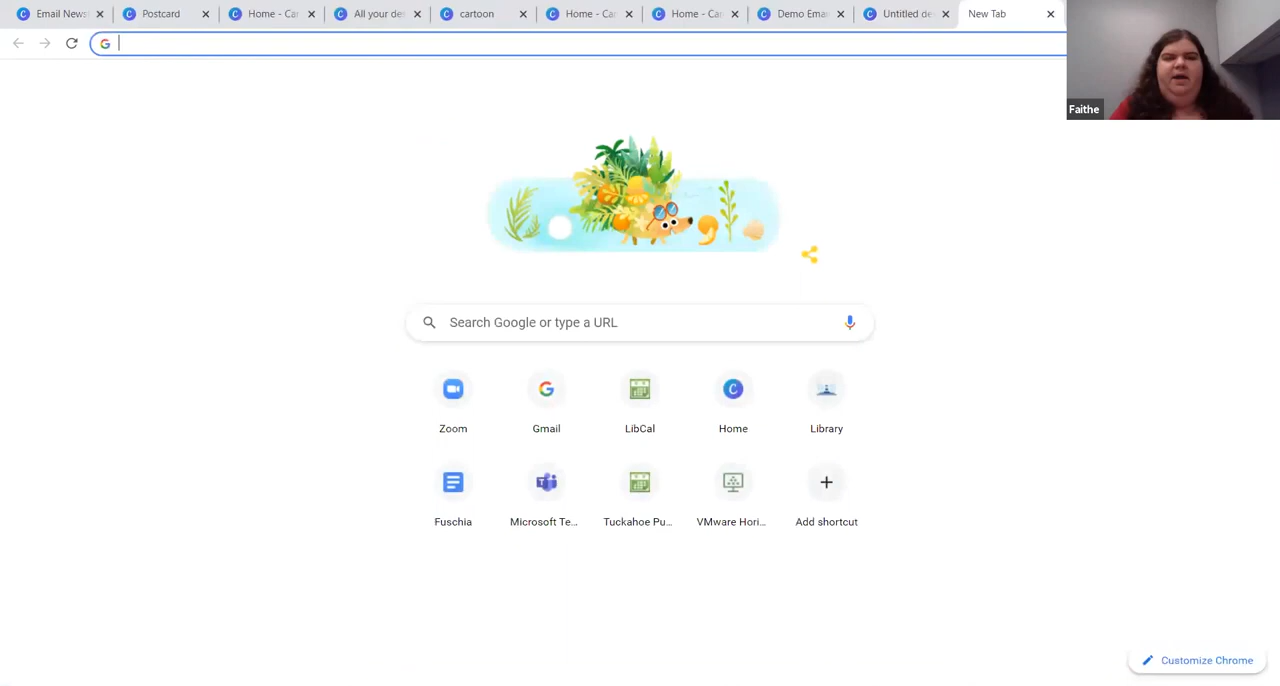 Email News
Postcard
Home - Ca
All your de
cartoon
Home - Ca
Home - Ca
Demo Ema
Untitled de
New Tab
Faithe
Search Google or type a URL
Zoom
Gmail
LibCal
Home
Library
Fuschia
Microsoft Te...
Tuckahoe Pu...
VMware Hori...
Add shortcut
Customize Chrome